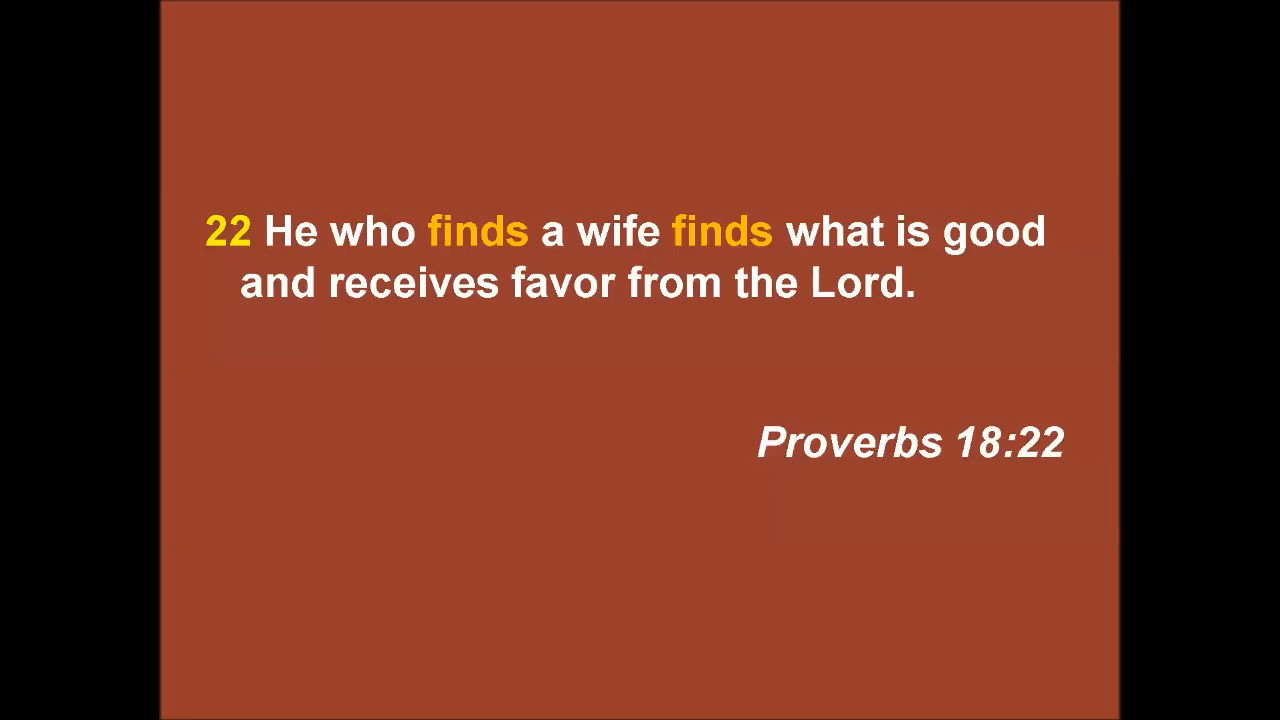 22 He who finds a wife finds what is good
and receives favor from the Lord.
Proverbs 18:22